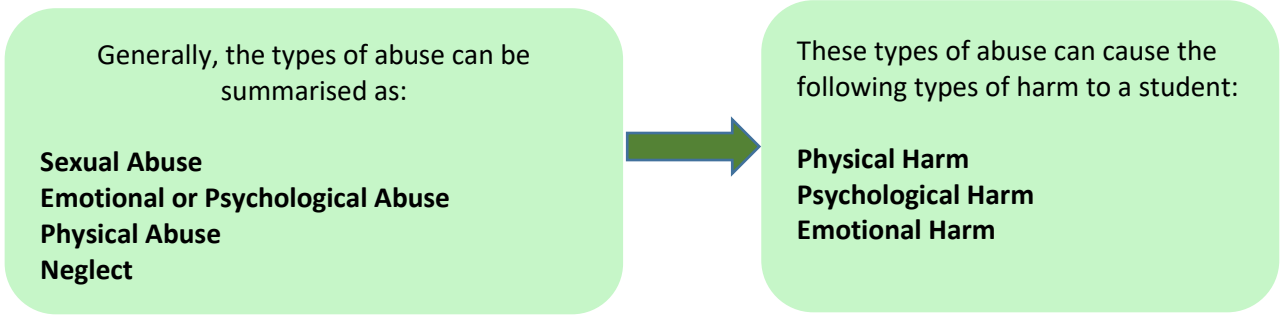 Generally, the types of abuse can be
summarised as:
Sexual Abuse
Emotional or Psychological Abuse
Physical Abuse
Neglect
These types of abuse can cause the
following types of harm to a student:
Physical Harm
Psychological Harm
Emotional Harm